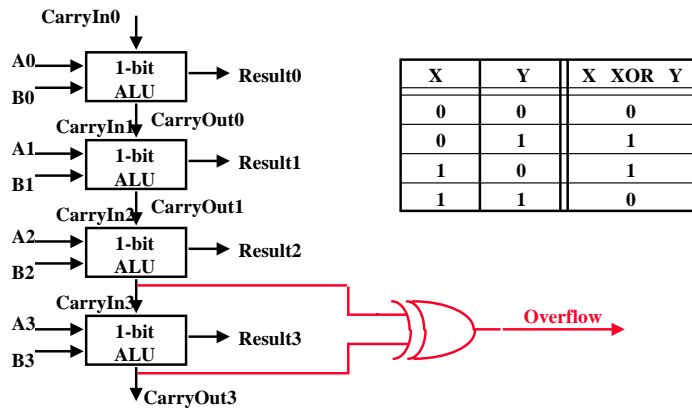 CarryIn0
A0
B0
1-bit
ALU
Result0
CarryIn1
CarryOut0
A1
B1
1-bit
ALU
Result1
CarryIn2
CarryOut1
A2
B2
1-bit
ALU
Result2
CarryIn3
A3
B3
1-bit
ALU
Result3
CarryOut3
X Y X XOR Y
0 0 0
0 1 1
1 0 1
1 1 0
Overflow